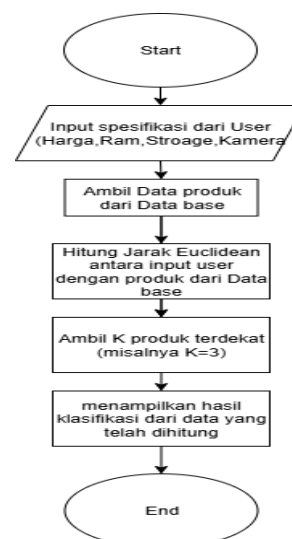 Start
Input spesifikasi dari User
(Harga,Ram,Stroage,Kamera
Ambil Data produk
dari Data base
Hitung Jarak Euclidean
antara input user
dengan produk dari Data
base
Ambil K produk terdekat
(misalnya K=3)
menampilkan hasil
klasifikasi dari data yang
telah dihitung
End